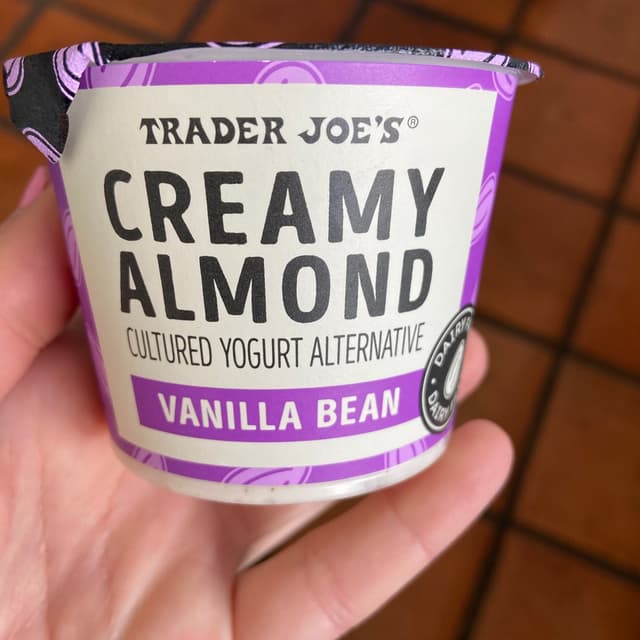 TRADER JOE'S®
CREAMY
ALMOND
CULTURED YOGURT ALTERNATIVE
VANILLA BEAN